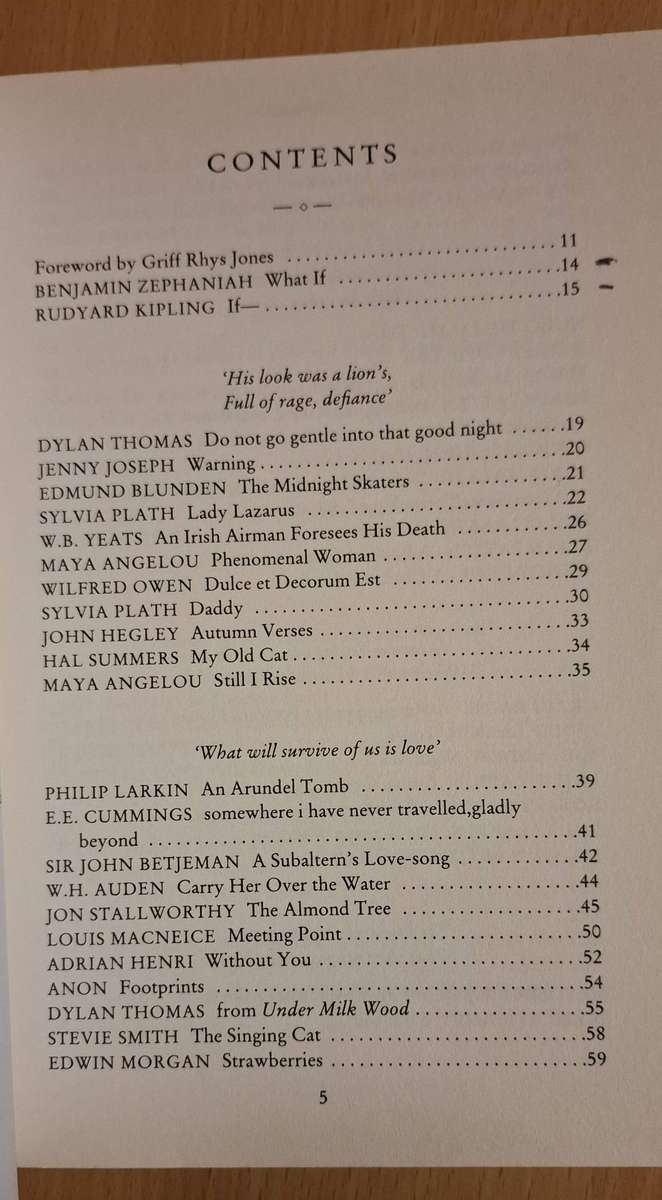 CONTENTS
Foreword by Griff Rhys Jones ..............................11
BENJAMIN ZEPHANIAH What If .........................14
RUDYARD KIPLING If— .................................15
‘His look was a lion’s,
Full of rage, defiance’
DYLAN THOMAS Do not go gentle into that good night ......19
JENNY JOSEPH Warning ..................................20
EDMUND BLUNDEN The Midnight Skaters ................21
SYLVIA PLATH Lady Lazarus ............................22
W.B. YEATS An Irish Airman Foresees His Death ............26
MAYA ANGELOU Phenomenal Woman ....................27
WILFRED OWEN Dulce et Decorum Est ...................29
SYLVIA PLATH Daddy ..................................30
JOHN HEGLEY Autumn Verses ............................33
HAL SUMMERS My Old Cat ..............................34
MAYA ANGELOU Still I Rise .............................35
‘What will survive of us is love’
PHILIP LARKIN An Arundel Tomb ........................39
E.E. CUMMINGS somewhere i have never travelled,gladly
beyond ..............................................41
SIR JOHN BETJEMAN A Subaltern’s Love-song .............42
W.H. AUDEN Carry Her Over the Water ...................44
JON STALLWORTHY The Almond Tree ....................45
LOUIS MACNEICE Meeting Point ..........................50
ADRIAN HENRI Without You .............................52
ANON Footprints ........................................54
DYLAN THOMAS from Under Milk Wood ..................55
STEVIE SMITH The Singing Cat ...........................58
EDWIN MORGAN Strawberries ............................59
5